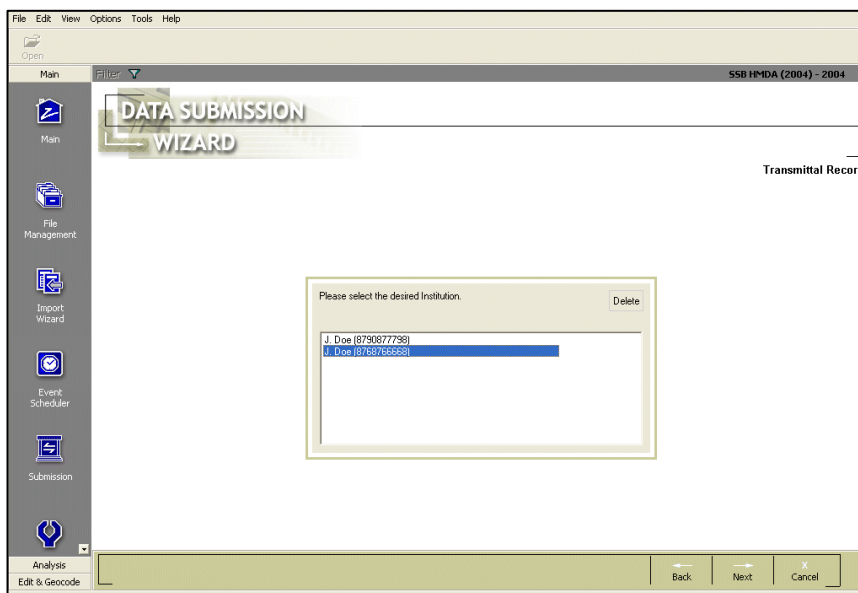 File Edit View Options Tools Help
Open
Main
Filter
SSB HMDA (2004) - 2004
DATA SUBMISSION
WIZARD
Main
Transmittal Recor
File
Management
Please select the desired Institution.
Delete
Import
Wizard
J. Doe (8790877798)
J. Doe (8768766668)
Event
Scheduler
Submission
Analysis
Edit & Geocode
Back
Next
X
Cancel